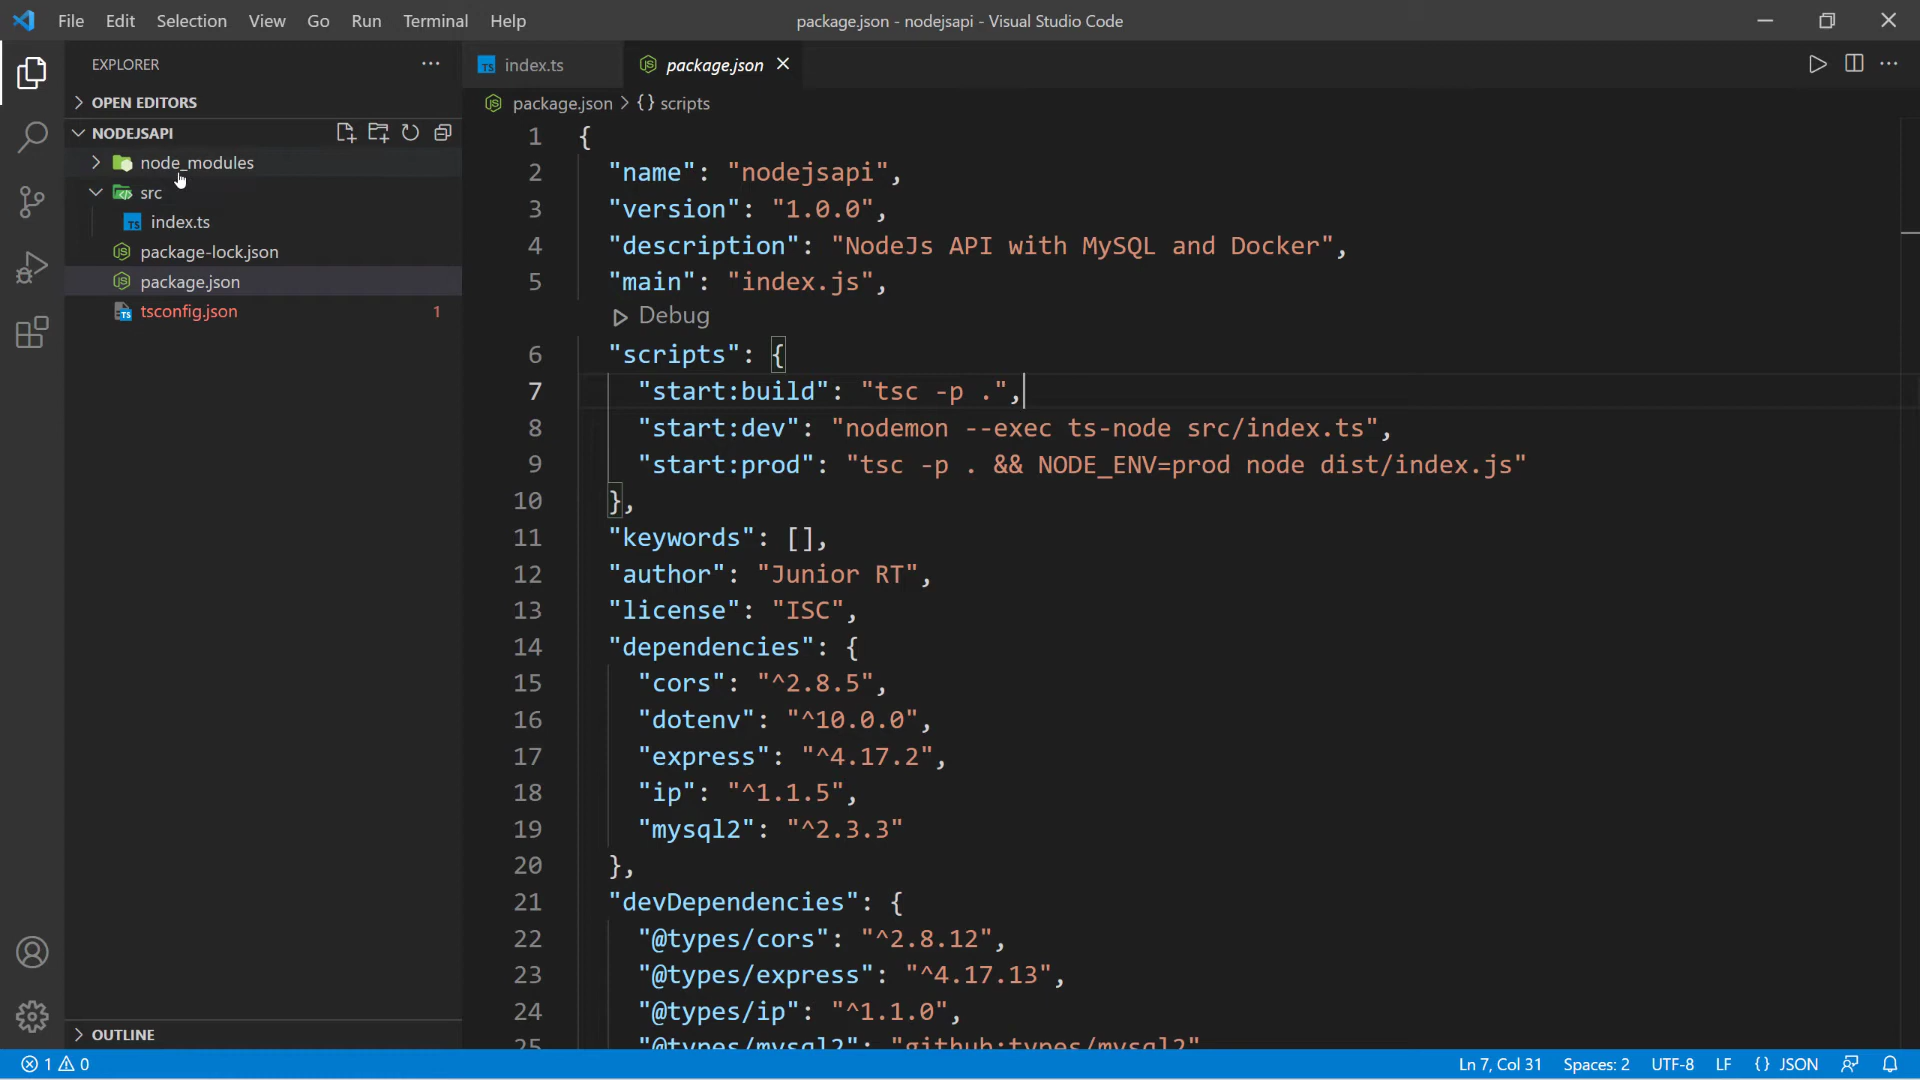 File Edit Selection View Go Run Terminal Help
package.json - nodejsapi - Visual Studio Code
EXPLORER
OPEN EDITORS
NODEJSAPI
node_modules
src
TS index.ts
package-lock.json
package.json
TS tsconfig.json 1
OUTLINE
TS index.ts
package.json
package.json > {} scripts
1 {
2 "name": "nodejsapi",
3 "version": "1.0.0",
4 "description": "NodeJs API with MySQL and Docker",
5 "main": "index.js",
Debug
6 "scripts": {
7 "start:build": "tsc -p .",
8 "start:dev": "nodemon --exec ts-node src/index.ts",
9 "start:prod": "tsc -p . && NODE_ENV=prod node dist/index.js"
10 },
11 "keywords": [],
12 "author": "Junior RT",
13 "license": "ISC",
14 "dependencies": {
15 "cors": "^2.8.5",
16 "dotenv": "^10.0.0",
17 "express": "^4.17.2",
18 "ip": "^1.1.5",
19 "mysql2": "^2.3.3"
20 },
21 "devDependencies": {
22 "@types/cors": "^2.8.12",
23 "@types/express": "^4.17.13",
24 "@types/ip": "^1.1.0",
25 "@types/mysql2": "github:types/mysql2"
1 0
Ln 7, Col 31 Spaces: 2 UTF-8 LF {} JSON